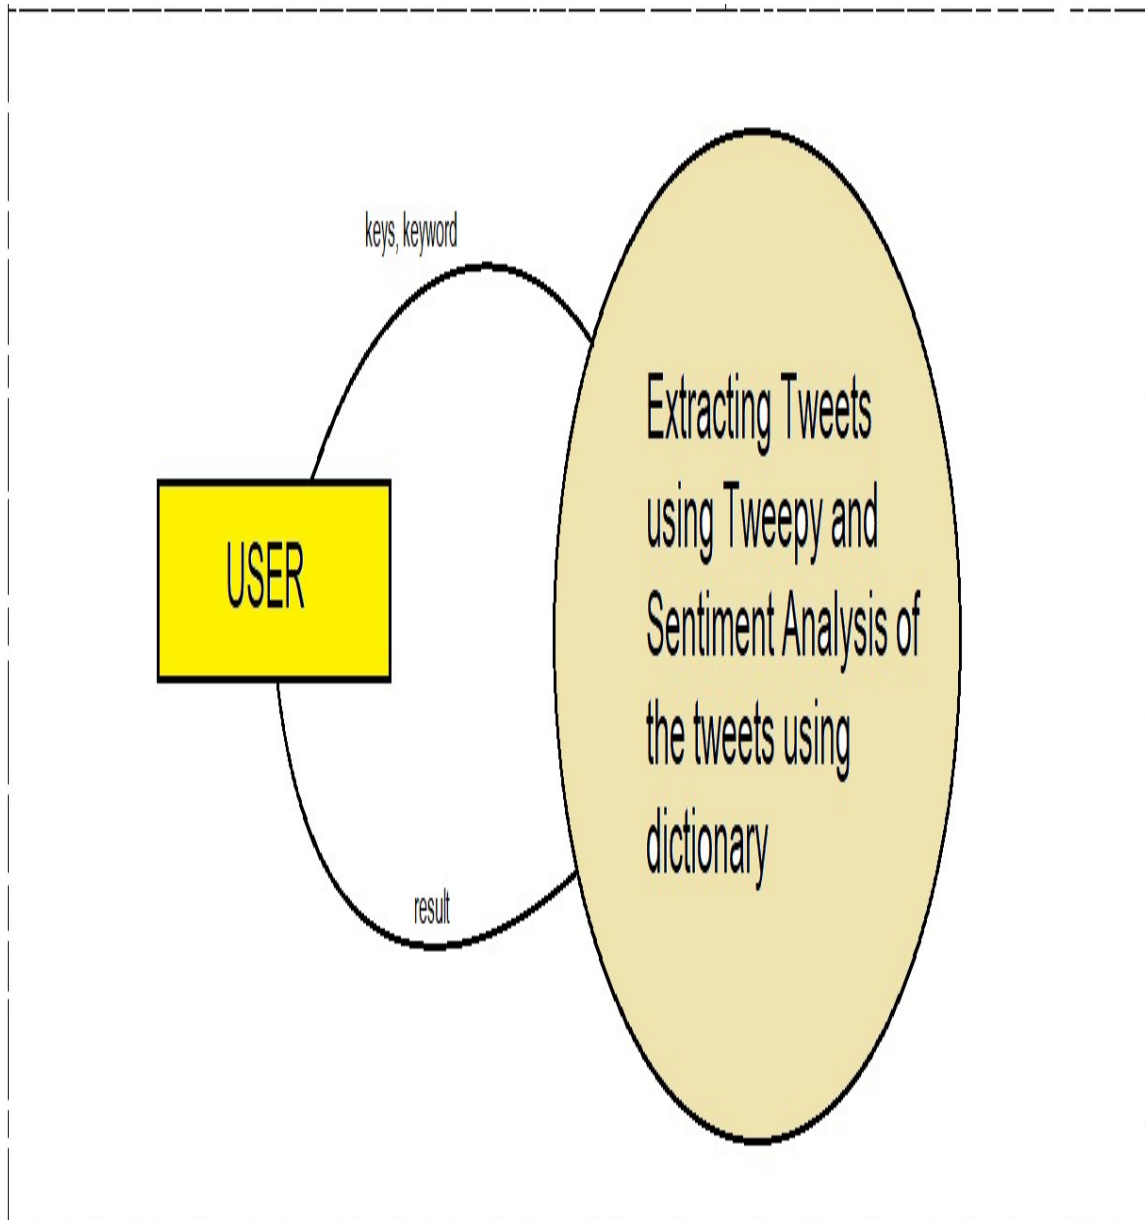 keys, keyword
Extracting Tweets
using Tweepy and
Sentiment Analysis of
the tweets using
dictionary
USER
result